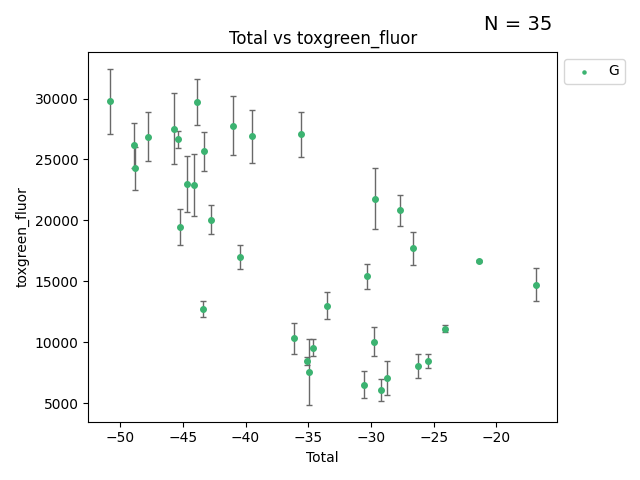 N = 35
Total vs toxgreen_fluor
G
toxgreen_fluor
30000
25000
20000
15000
10000
5000
−50 −45 −40 −35 −30 −25 −20
Total